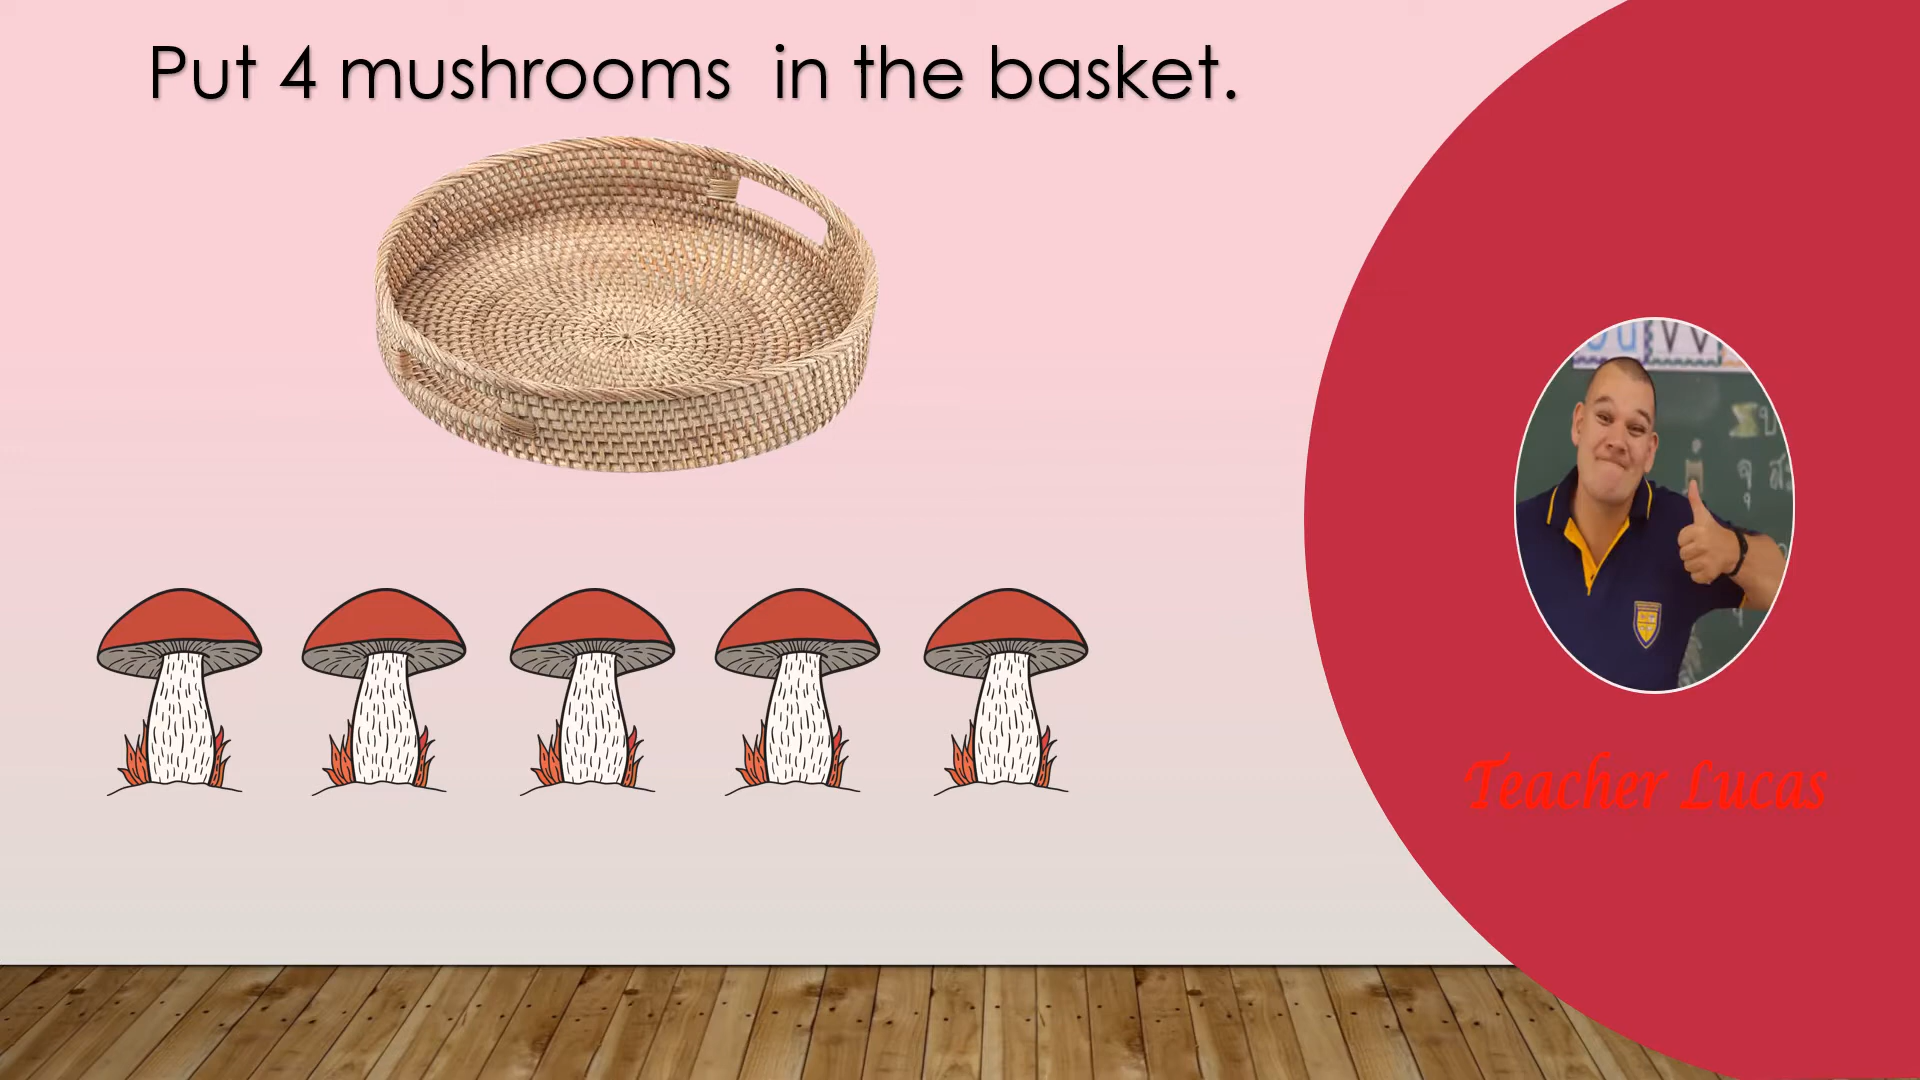 Put 4 mushrooms  in the basket.
Teacher Lucas